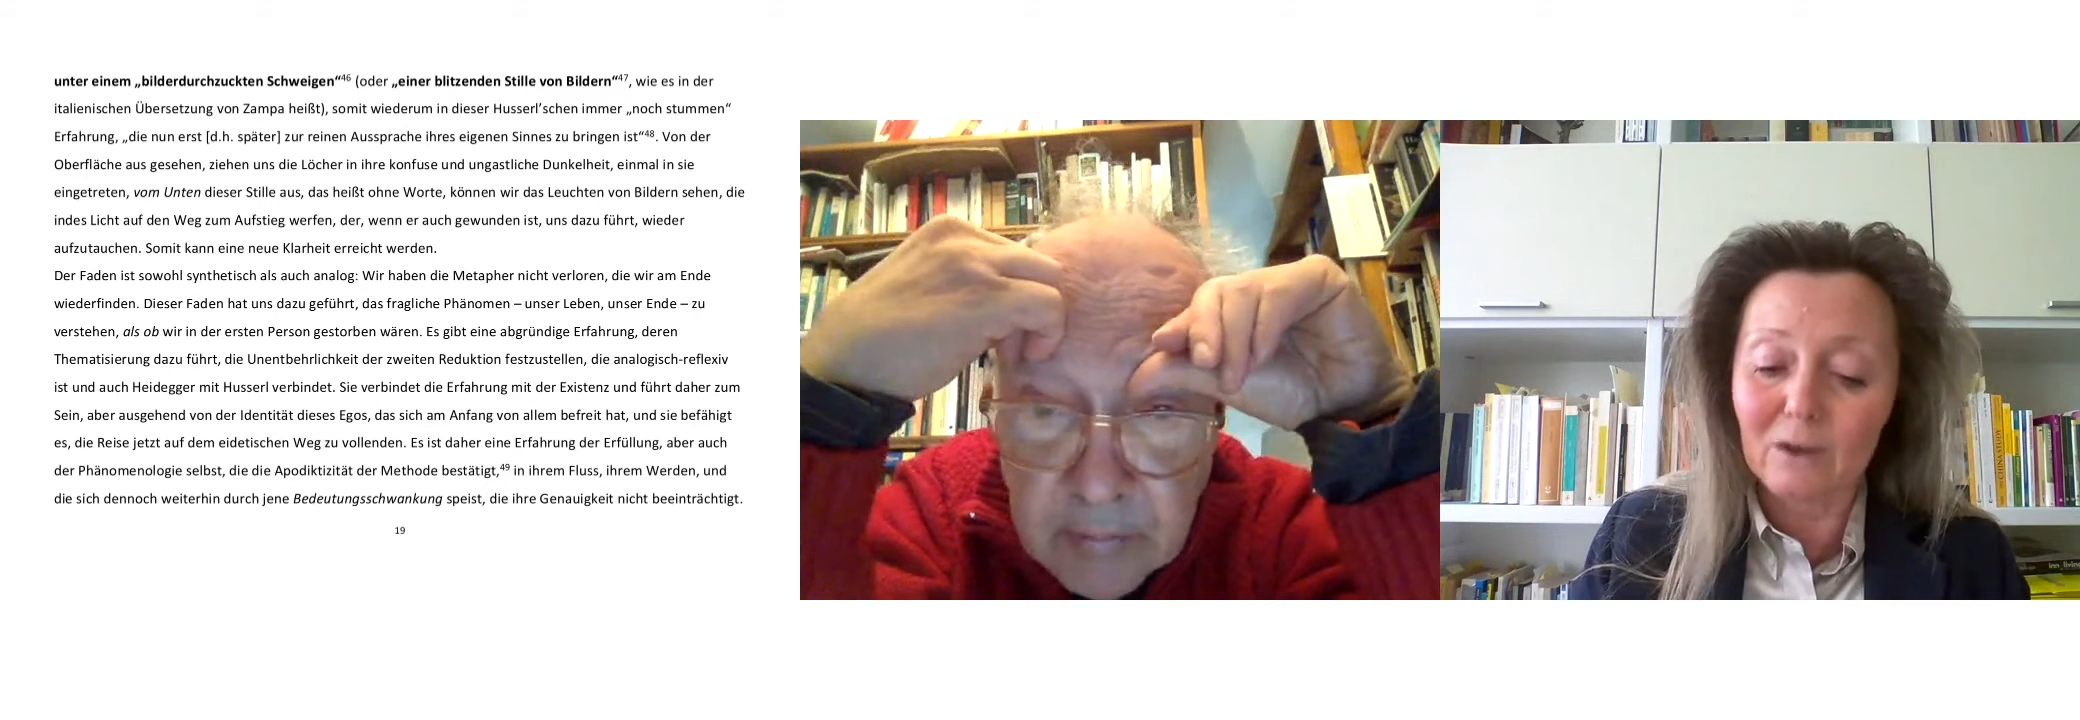 unter einem „bilderdurchzuckten Schweigen“46 (oder „einer blitzenden Stille von Bildern“47, wie es in der
italienischen Übersetzung von Zampa heißt), somit wiederum in dieser Husserl’schen immer „noch stummen“
Erfahrung, „die nun erst [d.h. später] zur reinen Aussprache ihres eigenen Sinnes zu bringen ist“48. Von der
Oberfläche aus gesehen, ziehen uns die Löcher in ihre konfuse und ungastliche Dunkelheit, einmal in sie
eingetreten, vom Unten dieser Stille aus, das heißt ohne Worte, können wir das Leuchten von Bildern sehen, die
indes Licht auf den Weg zum Aufstieg werfen, der, wenn er auch gewunden ist, uns dazu führt, wieder
aufzutauchen. Somit kann eine neue Klarheit erreicht werden.
Der Faden ist sowohl synthetisch als auch analog: Wir haben die Metapher nicht verloren, die wir am Ende
wiederfinden. Dieser Faden hat uns dazu geführt, das fragliche Phänomen – unser Leben, unser Ende – zu
verstehen, als ob wir in der ersten Person gestorben wären. Es gibt eine abgründige Erfahrung, deren
Thematisierung dazu führt, die Unentbehrlichkeit der zweiten Reduktion festzustellen, die analogisch-reflexiv
ist und auch Heidegger mit Husserl verbindet. Sie verbindet die Erfahrung mit der Existenz und führt daher zum
Sein, aber ausgehend von der Identität dieses Egos, das sich am Anfang von allem befreit hat, und sie befähigt
es, die Reise jetzt auf dem eidetischen Weg zu vollenden. Es ist daher eine Erfahrung der Erfüllung, aber auch
der Phänomenologie selbst, die die Apodiktizität der Methode bestätigt,49 in ihrem Fluss, ihrem Werden, und
die sich dennoch weiterhin durch jene Bedeutungsschwankung speist, die ihre Genauigkeit nicht beeinträchtigt.
19